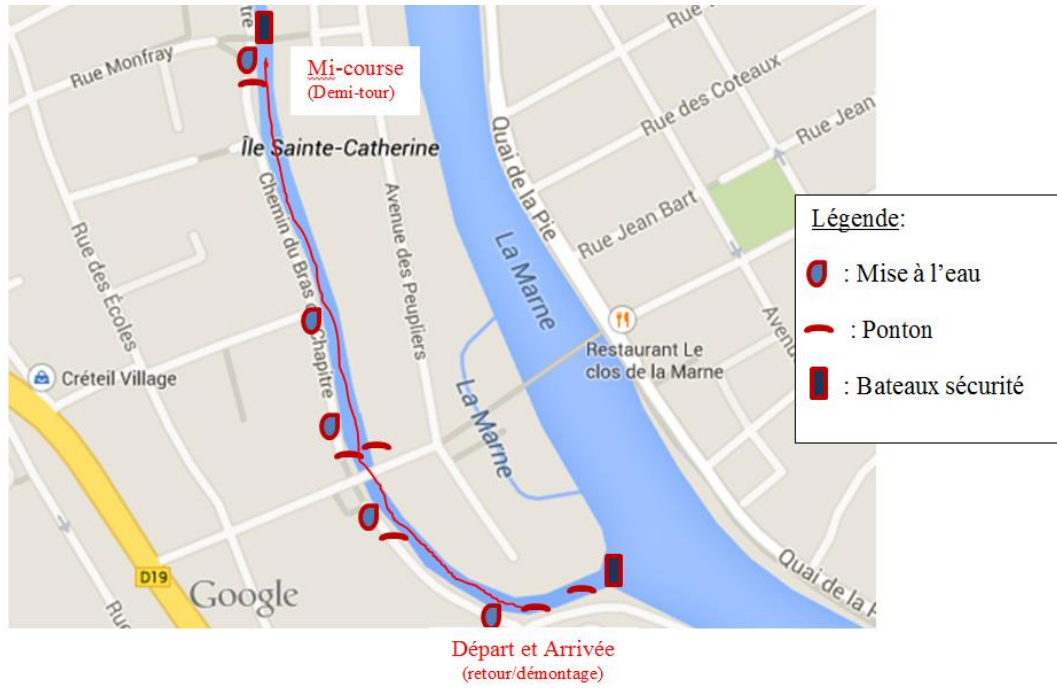 tre
Rue Monfray
Mi-course
(Demi-tour)
Île Sainte-Catherine
Chemin du Bras
Chapitre
Rue des Écoles
Avenue des Peupliers
Créteil Village
D19
Google
La Marne
La Marne
Quai de la Pie
Rue des Coteaux
Rue Jean
Rue Jean Bart
Avenu
Restaurant Le
clos de la Marne
Quai de la P
Rue
Départ et Arrivée
(retour/démontage)
Légende:
: Mise à l'eau
: Ponton
: Bateaux sécurité